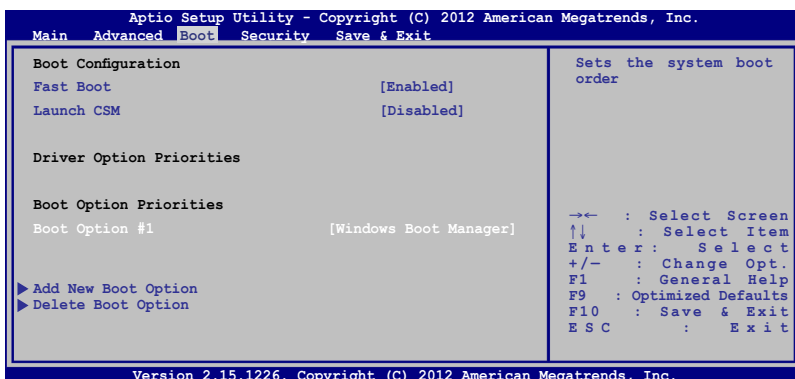 Aptio Setup Utility - Copyright (C) 2012 American Megatrends, Inc.
Main Advanced Boot Security Save & Exit
Boot Configuration
Fast Boot [Enabled]
Launch CSM [Disabled]
Driver Option Priorities
Boot Option Priorities
Boot Option #1 [Windows Boot Manager]
Add New Boot Option
Delete Boot Option
Sets the system boot
order
→← : Select Screen
↑↓ : Select Item
Enter: Select
+/— : Change Opt.
F1 : General Help
F9 : Optimized Defaults
F10 : Save & Exit
ESC : Exit
Version 2.15.1226. Copyright (C) 2012 American Megatrends, Inc.